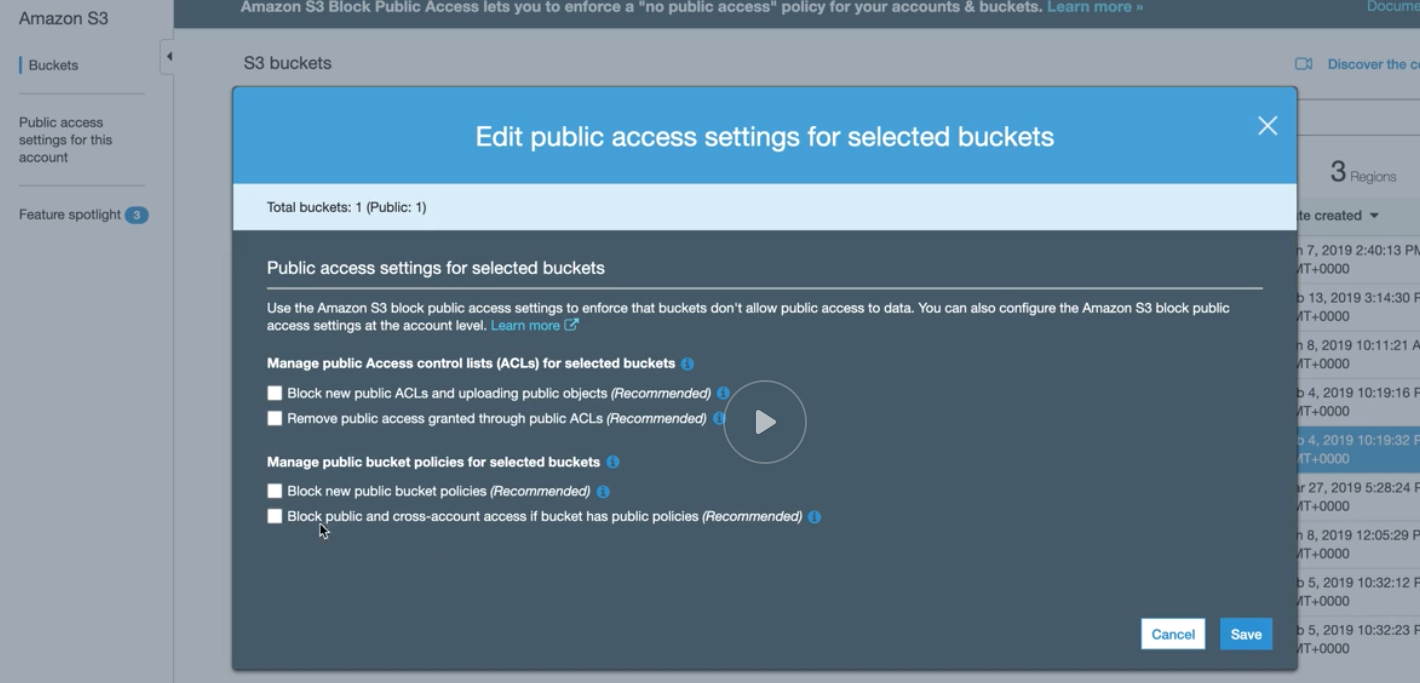 Amazon S3
Amazon S3 Block Public Access lets you to enforce a "no public access" policy for your accounts & buckets. Learn more »
Buckets
S3 buckets
Discover the
Public access
settings for this
account
Feature spotlight 3
Edit public access settings for selected buckets
3 Regions
Total buckets: 1 (Public: 1)
created
Public access settings for selected buckets
Use the Amazon S3 block public access settings to enforce that buckets don't allow public access to data. You can also configure the Amazon S3 block public
access settings at the account level. Learn more
Manage public Access control lists (ACLs) for selected buckets
Block new public ACLs and uploading public objects (Recommended)
Remove public access granted through public ACLs (Recommended)
Manage public bucket policies for selected buckets
Block new public bucket policies (Recommended)
Block public and cross-account access if bucket has public policies (Recommended)
Cancel
Save
7, 2019 2:40:13
MT+0000
13, 2019 3:14:30
MT+0000
8, 2019 10:11:21
MT+0000
4, 2019 10:19:16
MT+0000
4, 2019 10:19:32
MT+0000
27, 2019 5:28:24
MT+0000
8, 2019 12:05:29
MT+0000
5, 2019 10:32:12
MT+0000
5, 2019 10:32:23
MT+0000